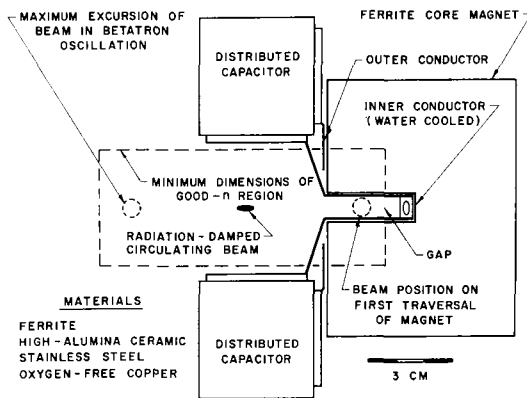 MAXIMUM EXCURSION OF
BEAM IN BETATRON
OSCILLATION
DISTRIBUTED
CAPACITOR
FERRITE CORE MAGNET
OUTER CONDUCTOR
INNER CONDUCTOR
(WATER COOLED)
MINIMUM DIMENSIONS OF
GOOD-n REGION
RADIATION-DAMPED
CIRCULATING BEAM
GAP
BEAM POSITION ON
FIRST TRAVERSAL
OF MAGNET
MATERIALS
FERRITE
HIGH-ALUMINA CERAMIC
STAINLESS STEEL
OXYGEN-FREE COPPER
DISTRIBUTED
CAPACITOR
3 CM